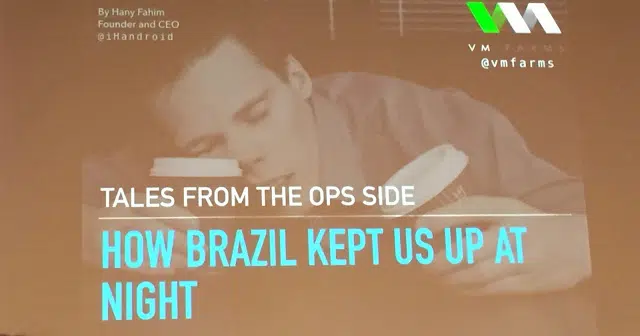 By Hany Fahim
Founder and CEO
@iHandroid
VM FARMS
@vmfarms
TALES FROM THE OPS SIDE
HOW BRAZIL KEPT US UP AT
NIGHT